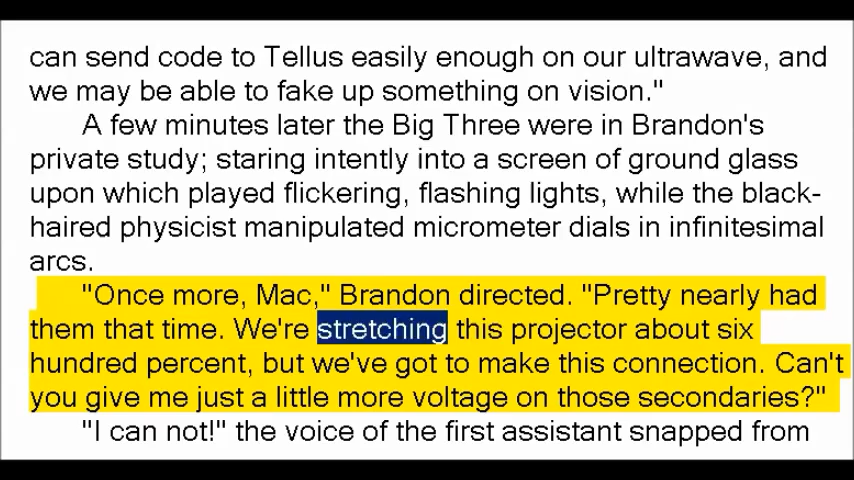 can send code to Tellus easily enough on our ultrawave, and
we may be able to fake up something on vision."
A few minutes later the Big Three were in Brandon's
private study; staring intently into a screen of ground glass
upon which played flickering, flashing lights, while the black-
haired physicist manipulated micrometer dials in infinitesimal
arcs.
"Once more, Mac," Brandon directed. "Pretty nearly had
them that time. We're stretching this projector about six
hundred percent, but we've got to make this connection. Can't
you give me just a little more voltage on those secondaries?"
"I can not!" the voice of the first assistant snapped from